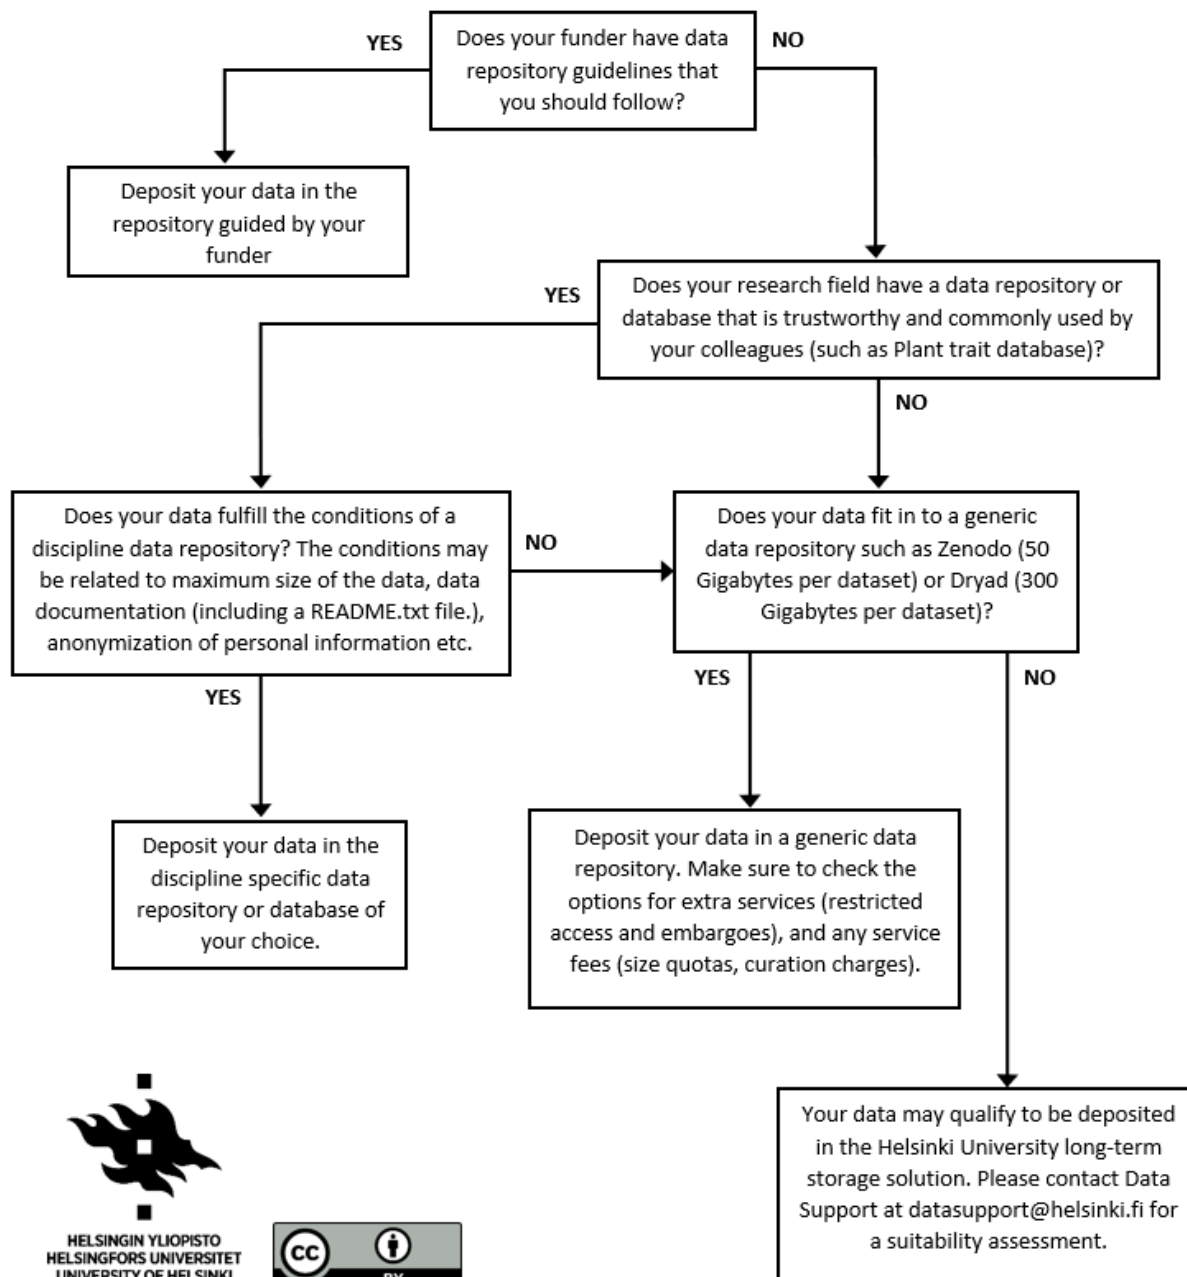 YES
Does your funder have data
repository guidelines that
you should follow?
NO
Deposit your data in the
repository guided by your
funder
YES
Does your research field have a data repository or
database that is trustworthy and commonly used by
your colleagues (such as Plant trait database)?
NO
Does your data fulfill the conditions of a
discipline data repository? The conditions may
be related to maximum size of the data, data
documentation (including a README.txt file.),
anonymization of personal information etc.
NO
Does your data fit in to a generic
data repository such as Zenodo (50
Gigabytes per dataset) or Dryad (300
Gigabytes per dataset)?
YES
YES
NO
Deposit your data in the
discipline specific data
repository or database of
your choice.
Deposit your data in a generic data
repository. Make sure to check the
options for extra services (restricted
access and embargoes), and any service
fees (size quotas, curation charges).
Your data may qualify to be deposited
in the Helsinki University long-term
storage solution. Please contact Data
Support at datasupport@helsinki.fi for
a suitability assessment.
HELSINGIN YLIOPISTO
HELSINGFORS UNIVERSITET
UNIVERSITY OF HELSINKI
CC
BY